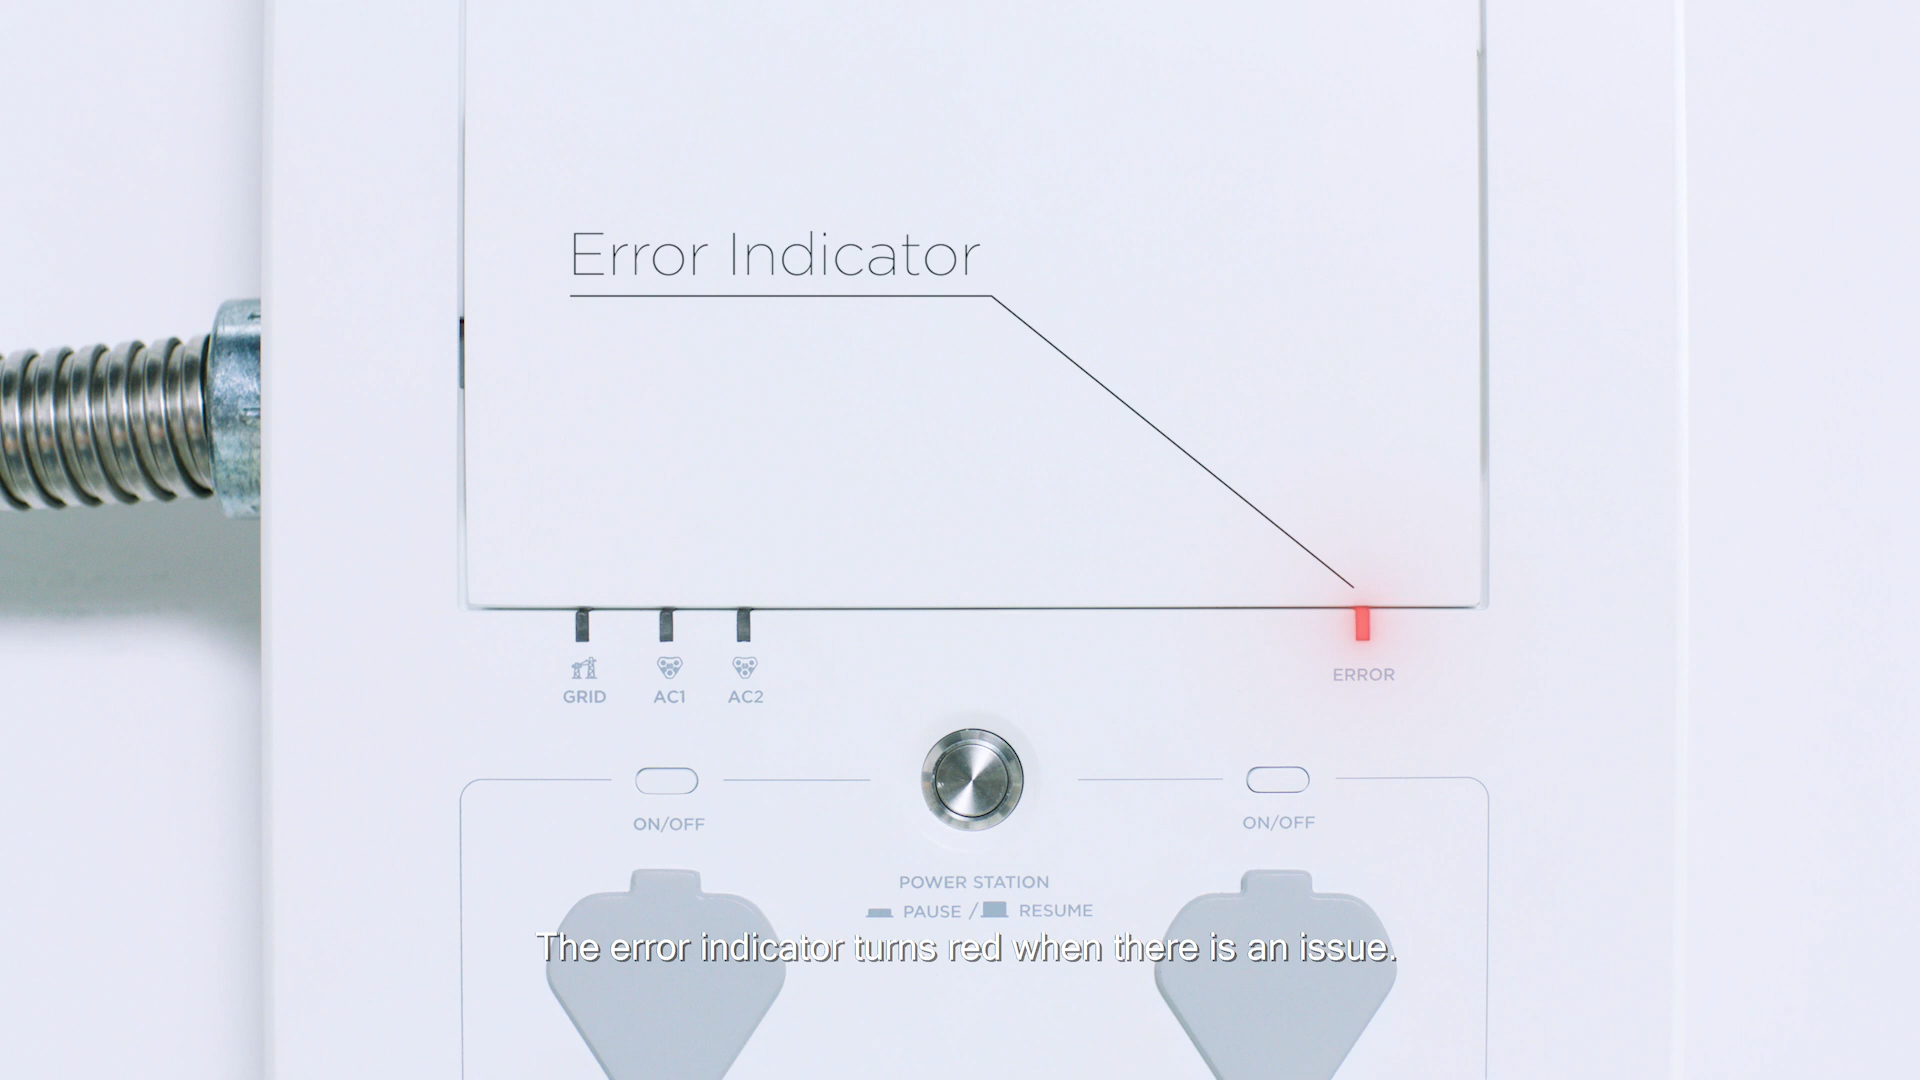 Error Indicator
GRID AC1 AC2
ERROR
ON/OFF
ON/OFF
POWER STATION
PAUSE / RESUME
The error indicator turns red when there is an issue.